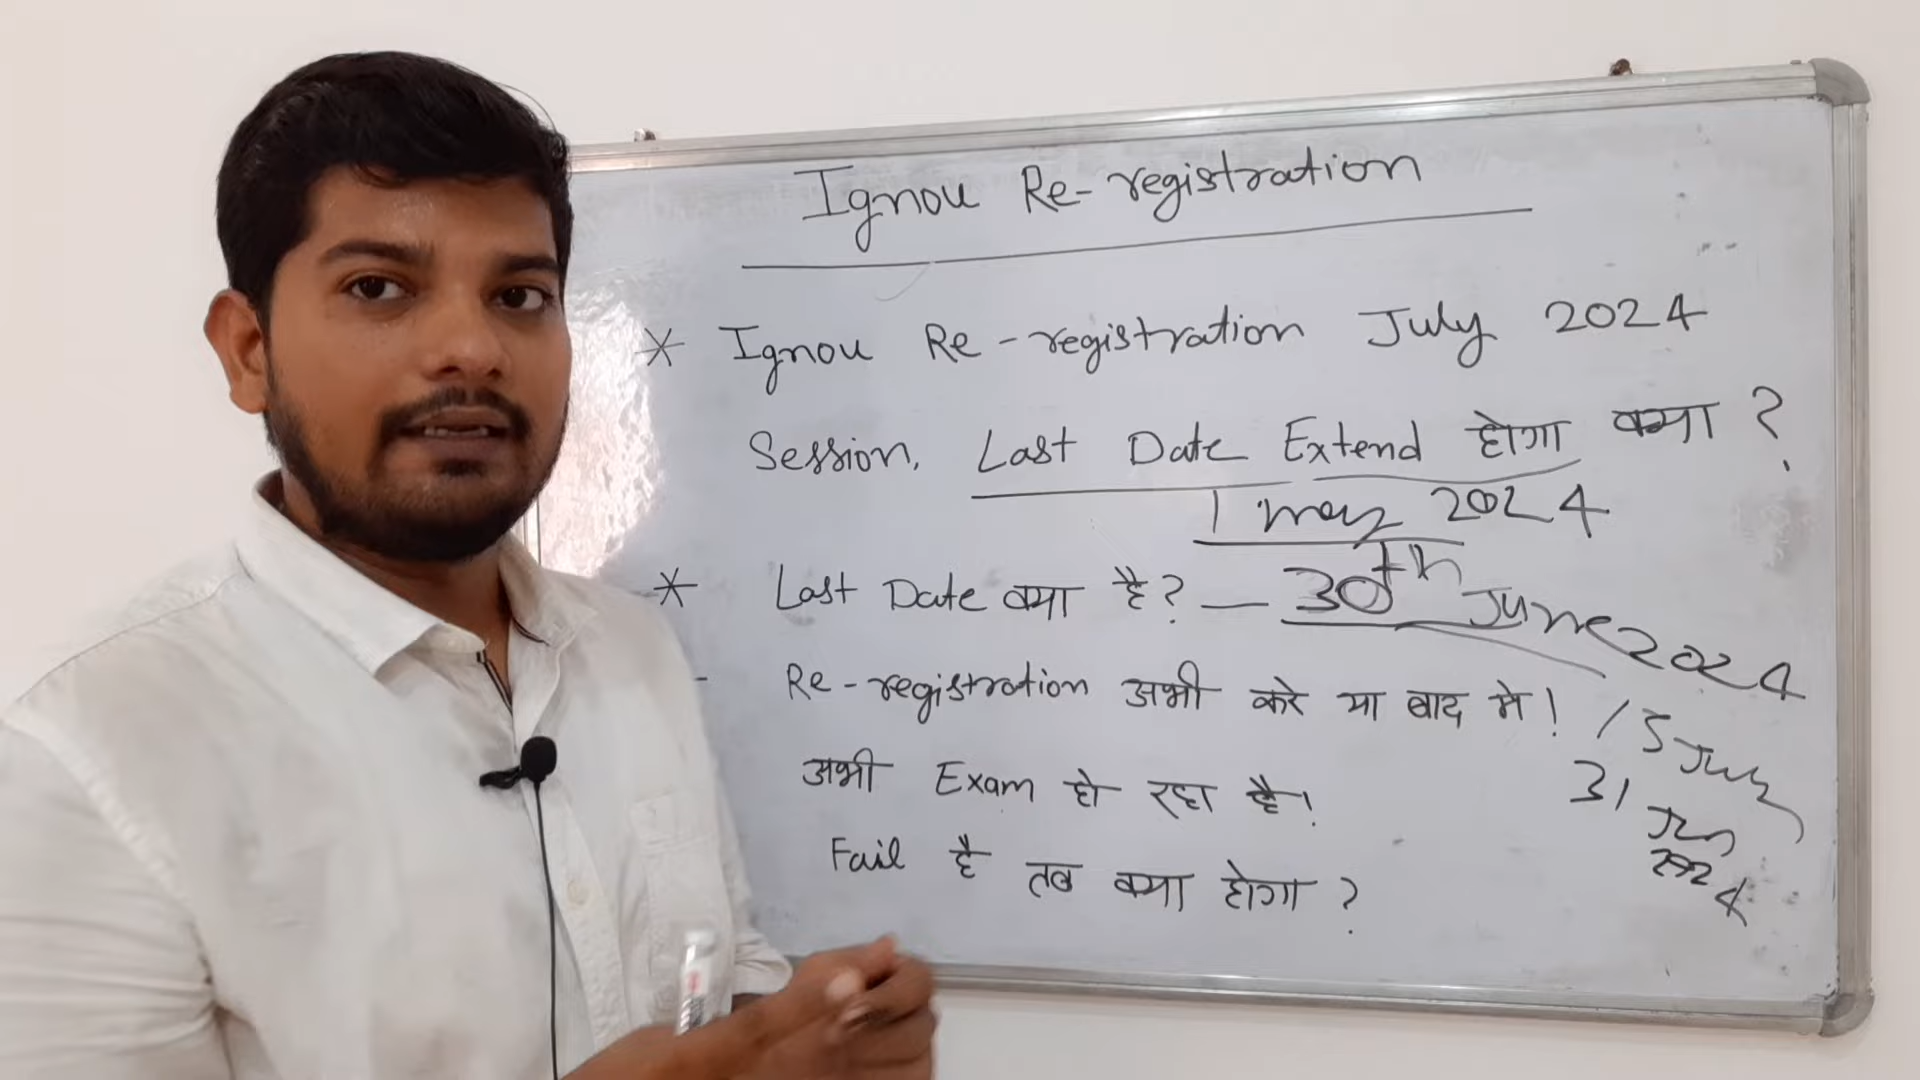 Ignou Re-registration
* Ignou Re-registration July 2024
Session, Last Date Extend होगा क्या ?
1 may 2024
* Last Date क्या है? — 30th June 2024
- Re-registration अभी करे या बाद मे !
15 July
अभी Exam हो रहा है !
31
2024
Fail है तब क्या होगा ?